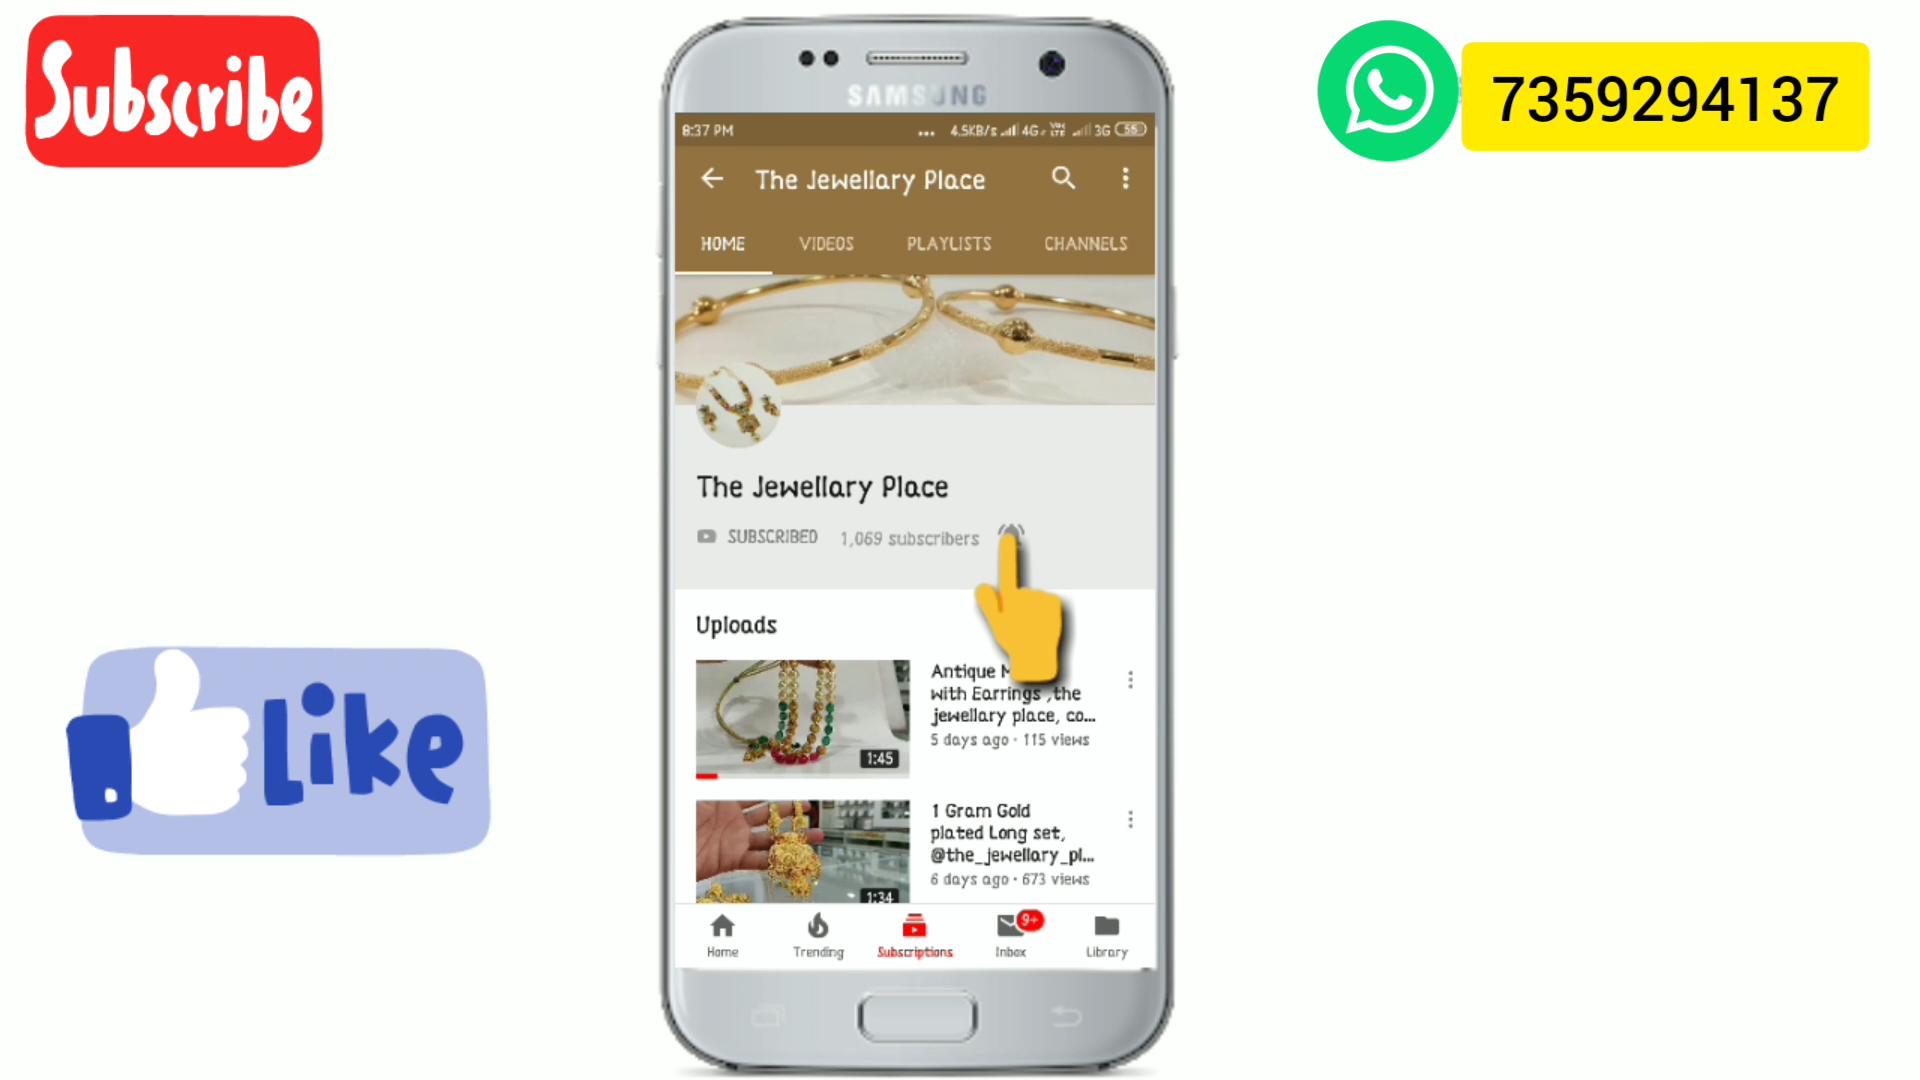 Subscribe
7359294137
SAMSUNG
8:37 PM
... 4.5KB/s 4G Vo LTE 3G 55
The Jewellary Place
HOME VIDEOS PLAYLISTS CHANNELS
The Jewellary Place
SUBSCRIBED 1,069 subscribers
Uploads
Antique
with Earrings ,the
jewellary place, co...
5 days ago · 115 views
1:45
1 Gram Gold
plated Long set,
@the_jewellary_pl...
6 days ago · 673 views
1:34
Like
9+
Home Trending Subscriptions Inbox Library